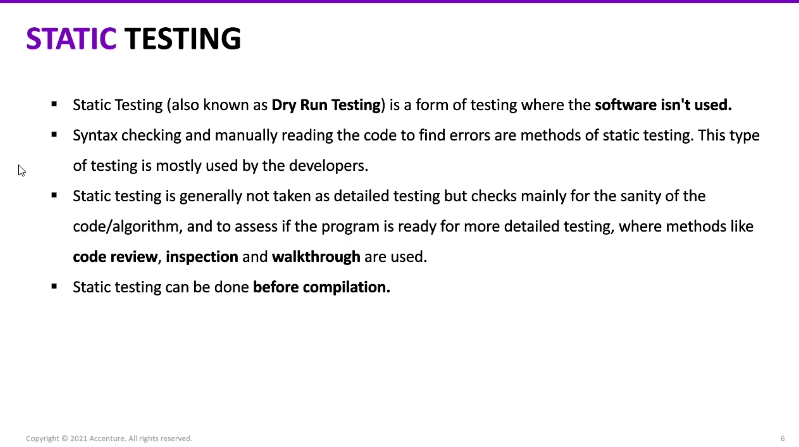 STATIC TESTING
▪ Static Testing (also known as Dry Run Testing) is a form of testing where the software isn't used.
▪ Syntax checking and manually reading the code to find errors are methods of static testing. This type
of testing is mostly used by the developers.
▪ Static testing is generally not taken as detailed testing but checks mainly for the sanity of the
code/algorithm, and to assess if the program is ready for more detailed testing, where methods like
code review, inspection and walkthrough are used.
▪ Static testing can be done before compilation.
Copyright © 2021 Accenture. All rights reserved.
6